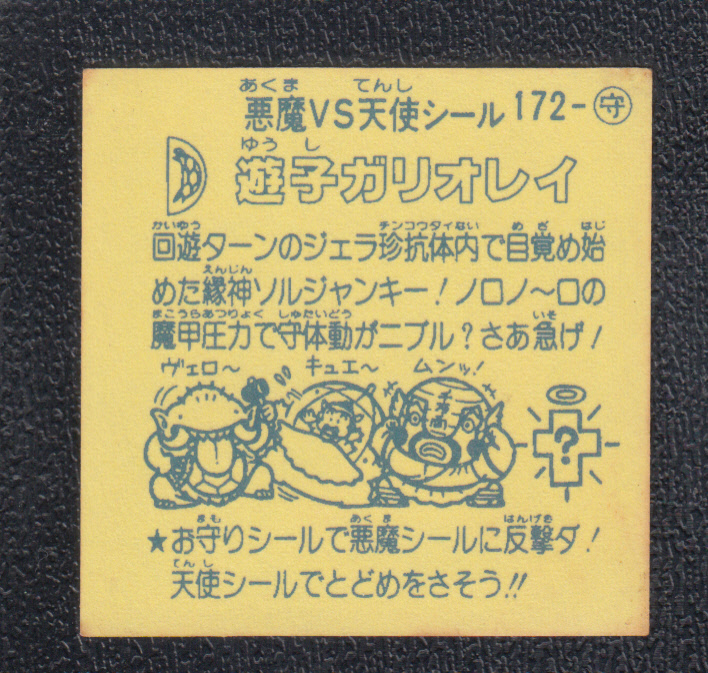 あくま てんし
悪魔VS天使シール 172-守
ゆうし
遊子ガリオレイ
かいゆう チンコウタイない めざ はじ
回遊ターンのジェラ珍抗体内で目覚め始
えんじん
めた縁神ソルジャンキー!ノロノ〜ロの
まこうらあつりょく しゅたいどう いそ
魔甲圧力で守体動がニブル?さあ急げ!
ヴェロ〜 キュエ〜 ムンッ!
?
まも あくま はんげき
★お守りシールで悪魔シールに反撃ダ!
てんし
天使シールでとどめをさそう!!